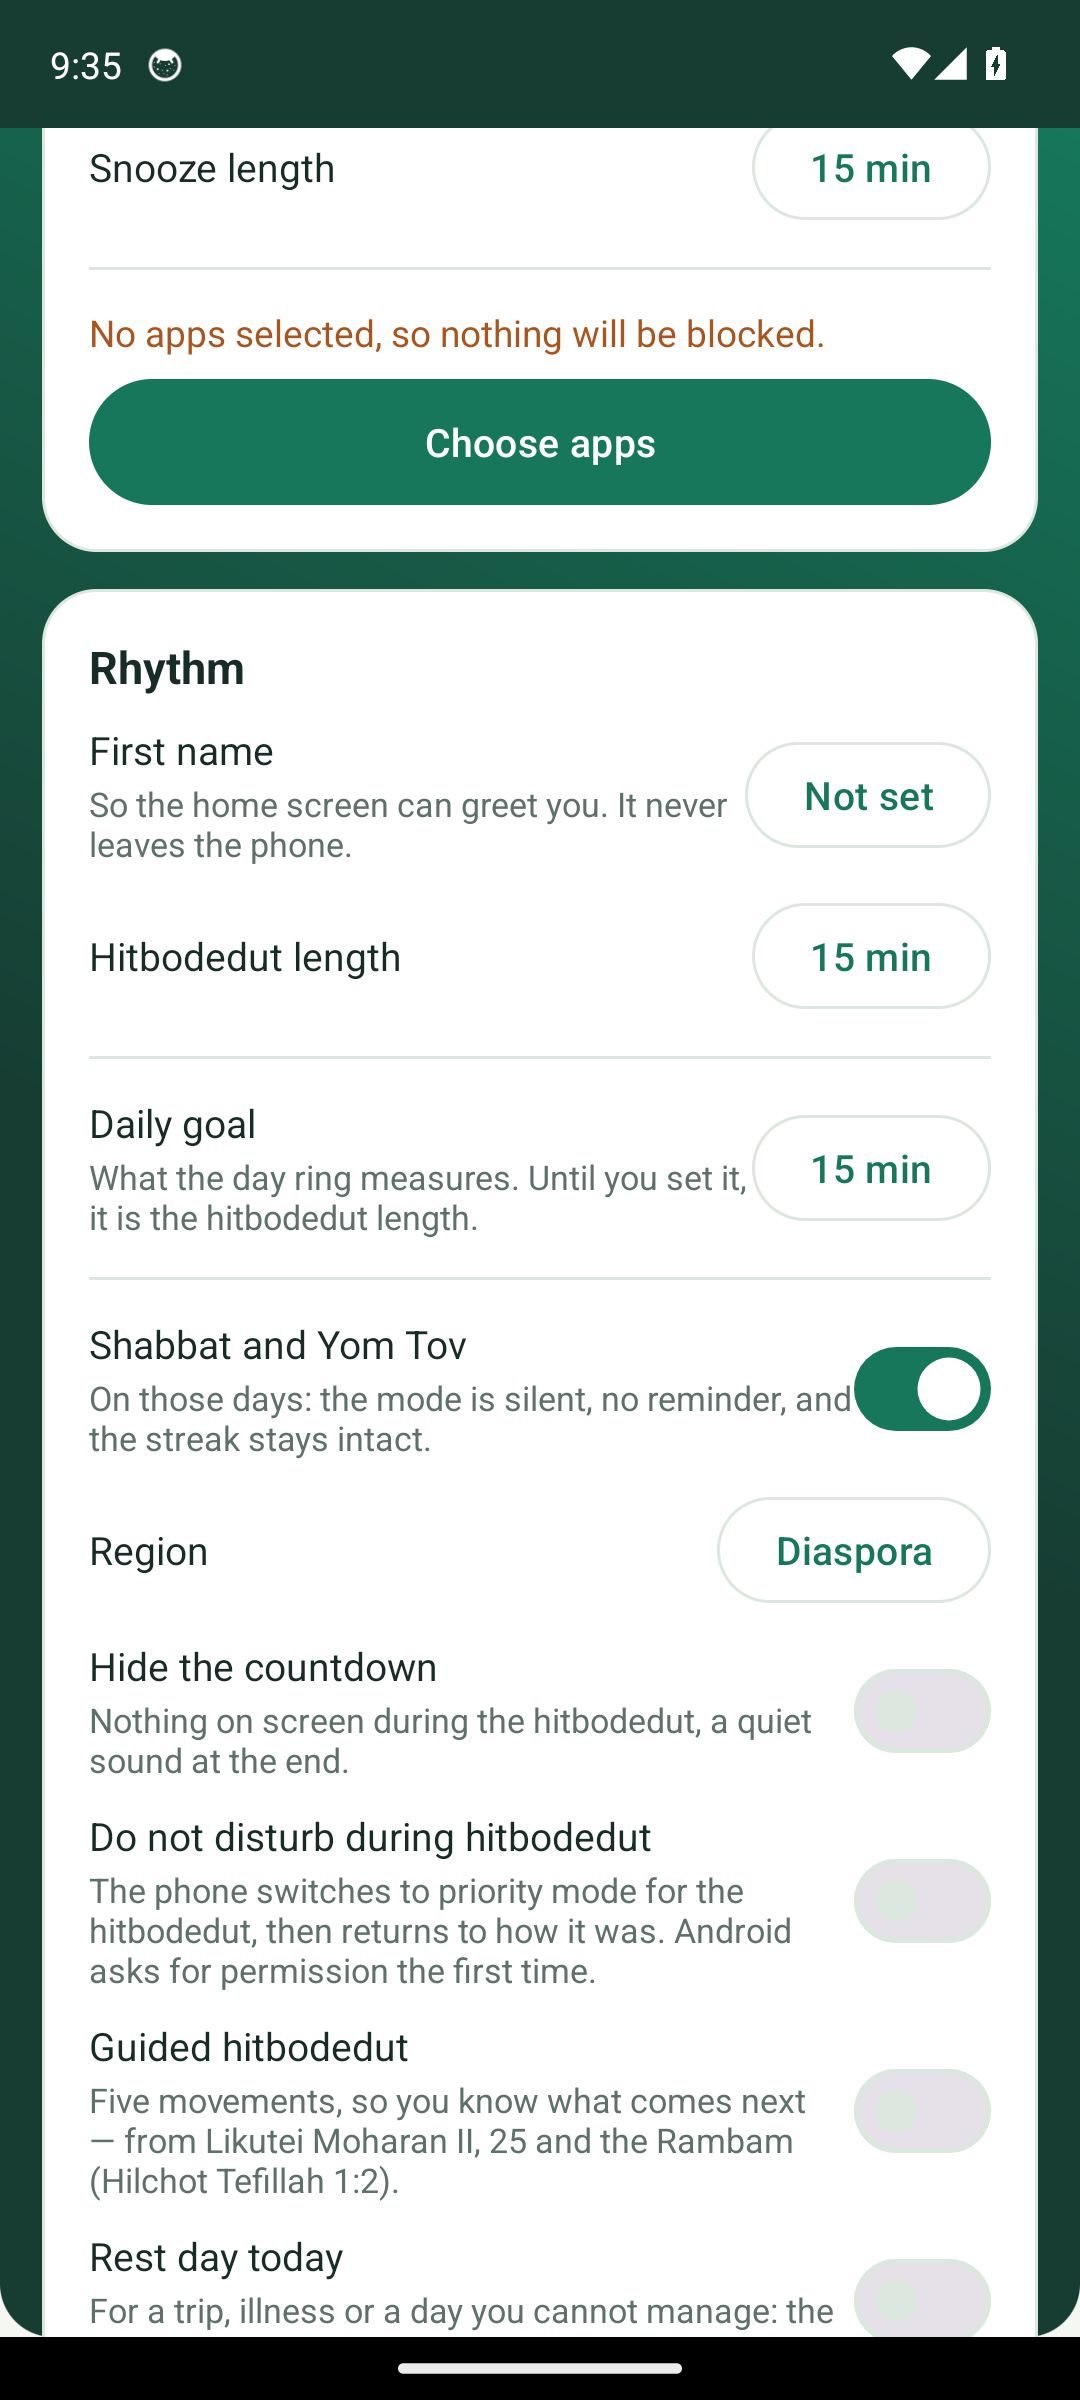 9:35
Snooze length
15 min
No apps selected, so nothing will be blocked.
Choose apps
Rhythm
First name
So the home screen can greet you. It never
leaves the phone.
Not set
Hitbodedut length
15 min
Daily goal
What the day ring measures. Until you set it,
it is the hitbodedut length.
15 min
Shabbat and Yom Tov
On those days: the mode is silent, no reminder, and
the streak stays intact.
Region
Diaspora
Hide the countdown
Nothing on screen during the hitbodedut, a quiet
sound at the end.
Do not disturb during hitbodedut
The phone switches to priority mode for the
hitbodedut, then returns to how it was. Android
asks for permission the first time.
Guided hitbodedut
Five movements, so you know what comes next
— from Likutei Moharan II, 25 and the Rambam
(Hilchot Tefillah 1:2).
Rest day today
For a trip, illness or a day you cannot manage: the